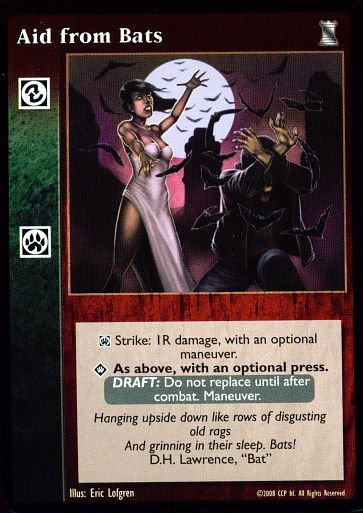 Aid from Bats
Strike: 1R damage, with an optional
maneuver.
As above, with an optional press.
DRAFT: Do not replace until after
combat. Maneuver.
Hanging upside down like rows of disgusting
old rags
And grinning in their sleep. Bats!
D.H. Lawrence, "Bat"
Illus: Eric Lofgren
©2008 CCP hf. All Rights Reserved